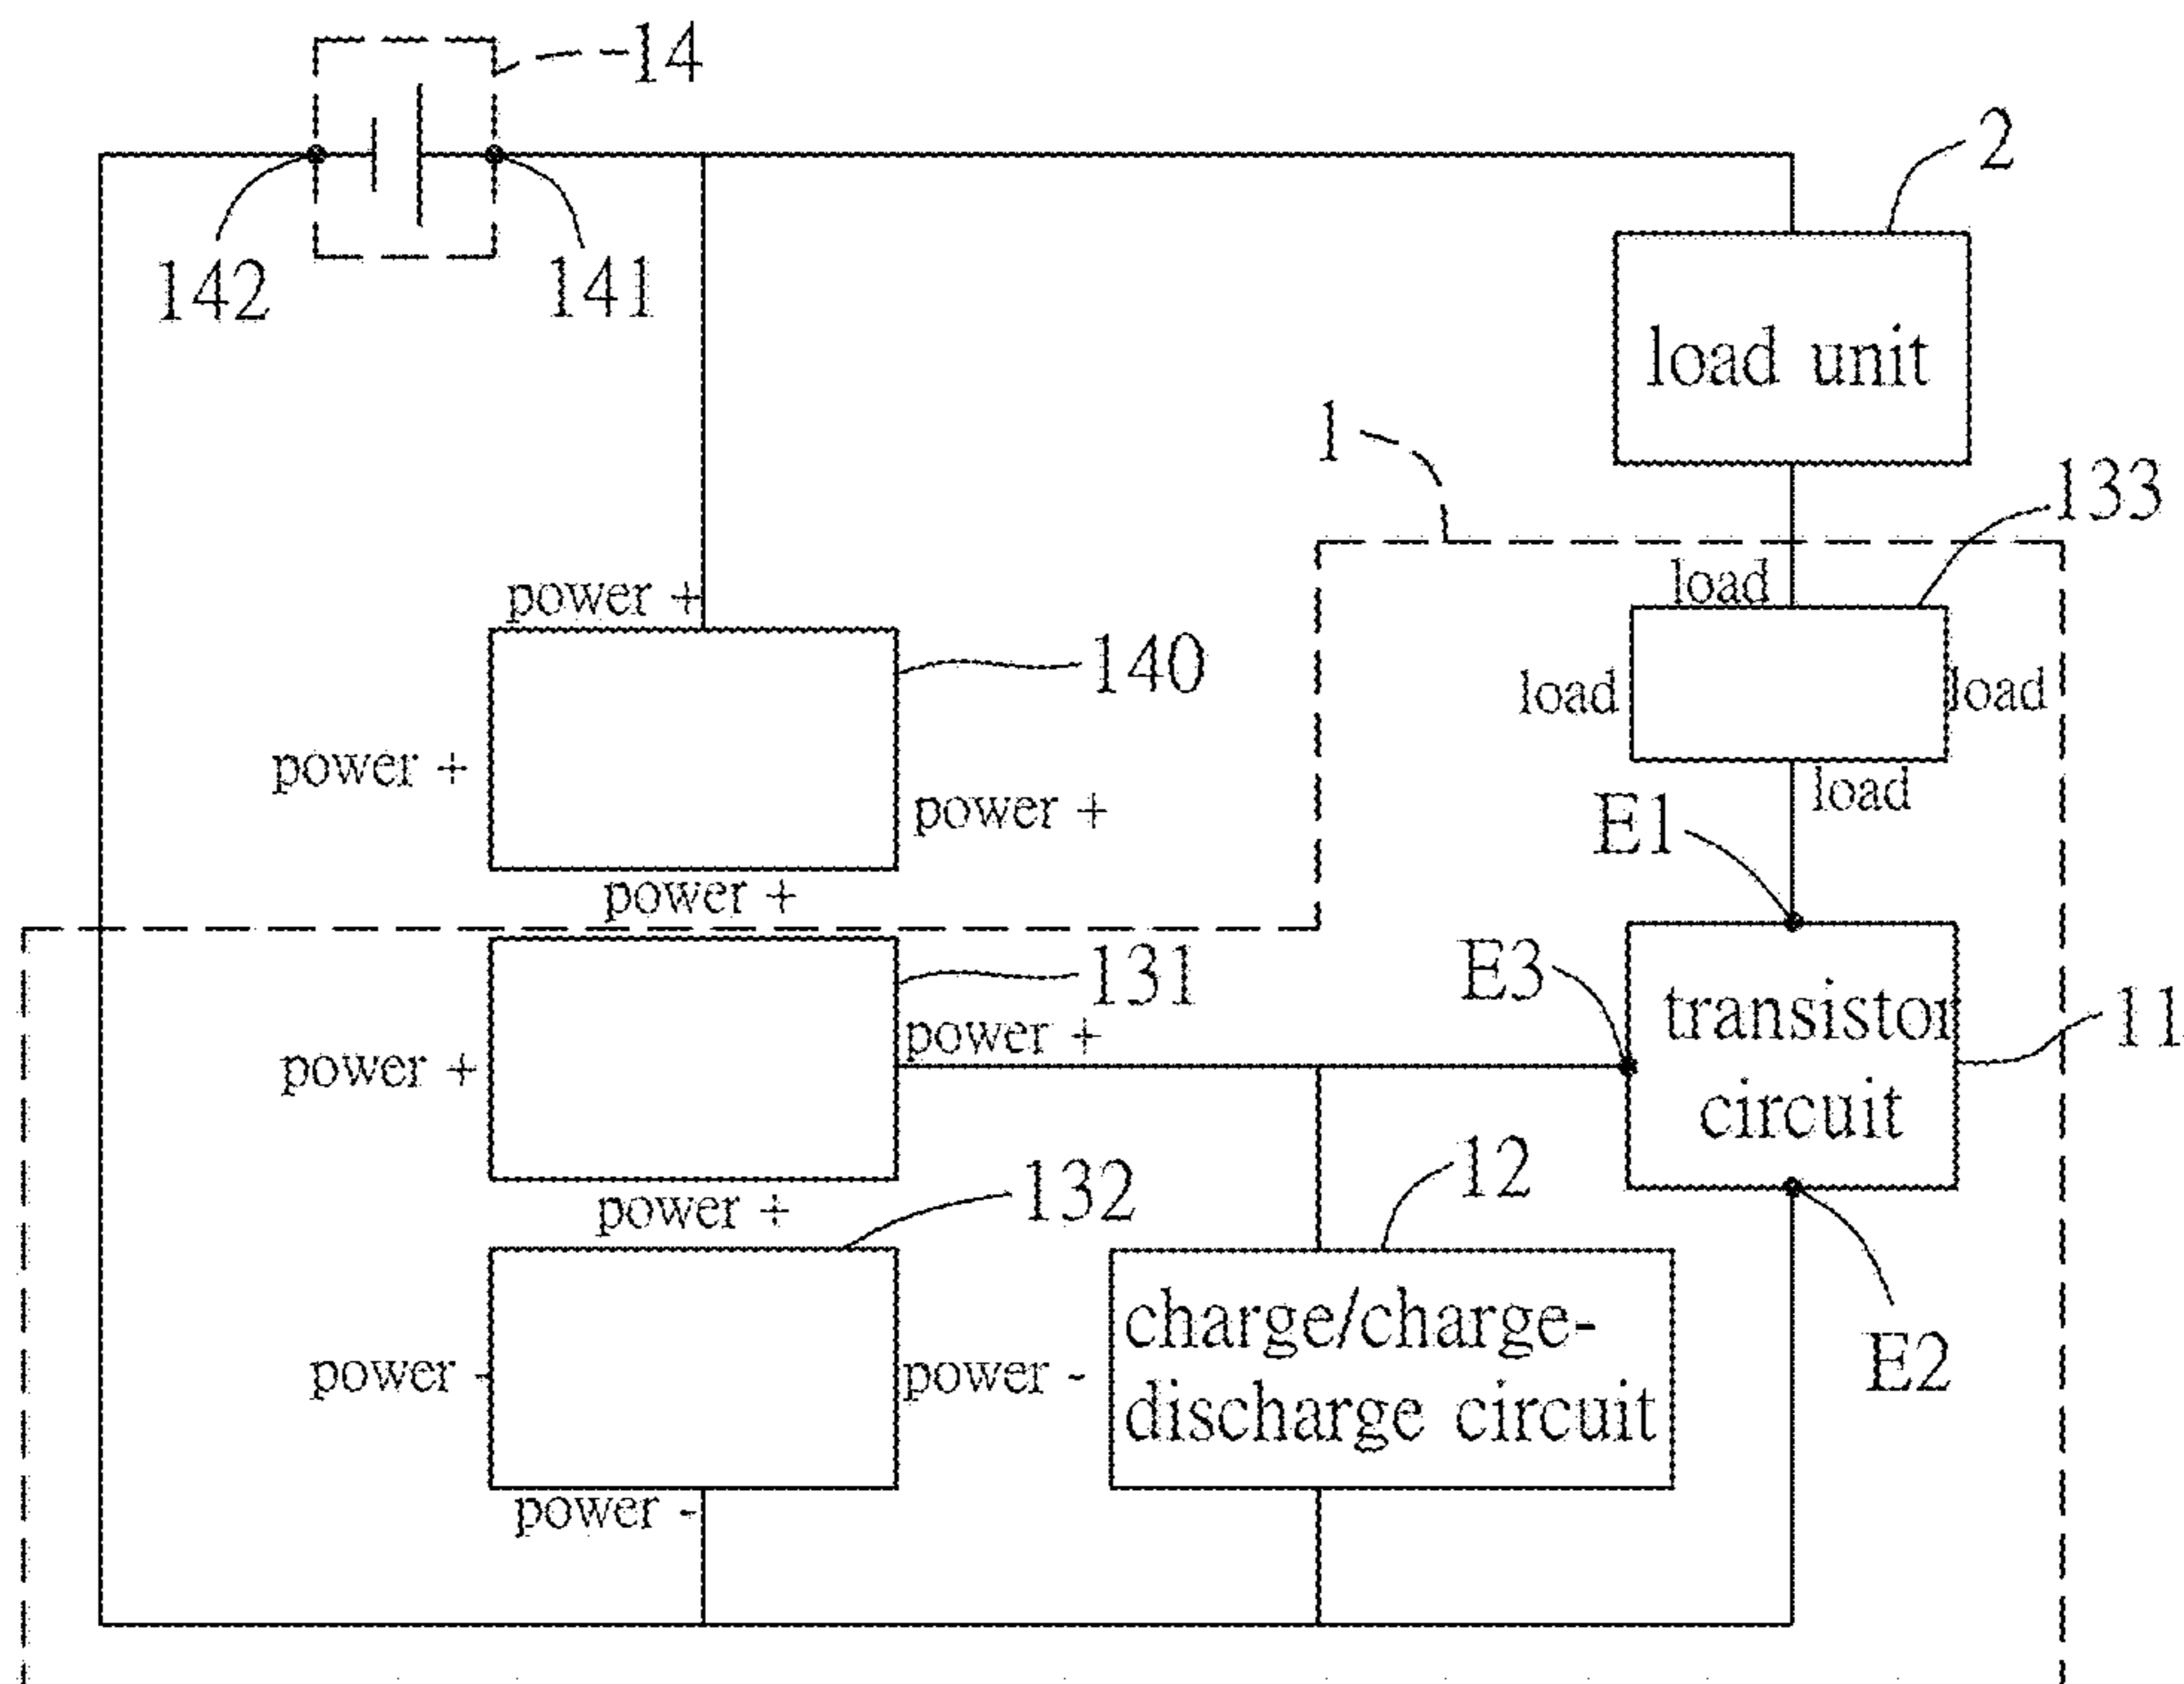 14
2
142
141
load unit
1
133
load
power +
140
load
load
power +
power +
load
E1
power +
E3
131
power +
transistor
circuit
11
power +
12
132
power +
charge/charge-
discharge circuit
E2
power -
power -
power -